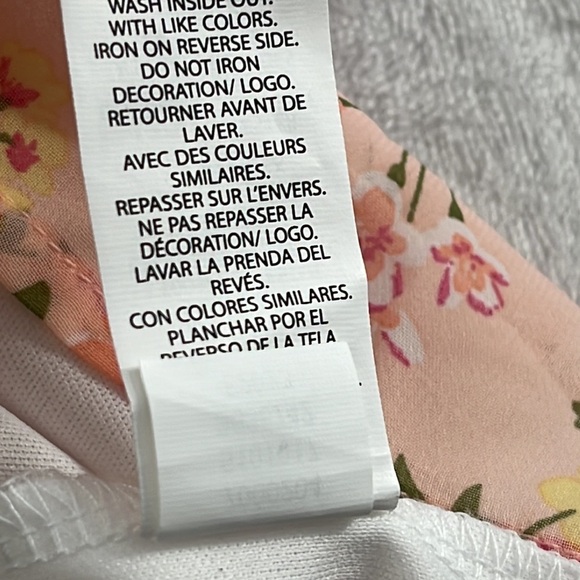 WASH INSIDE OUT.
WITH LIKE COLORS.
IRON ON REVERSE SIDE.
DO NOT IRON
DECORATION/ LOGO.
RETOURNER AVANT DE
LAVER.
AVEC DES COULEURS
SIMILAIRES.
REPASSER SUR L'ENVERS.
NE PAS REPASSER LA
DÉCORATION/ LOGO.
LAVAR LA PRENDA DEL
REVÉS.
CON COLORES SIMILARES.
PLANCHAR POR EL
REVERSO DE LA TELA